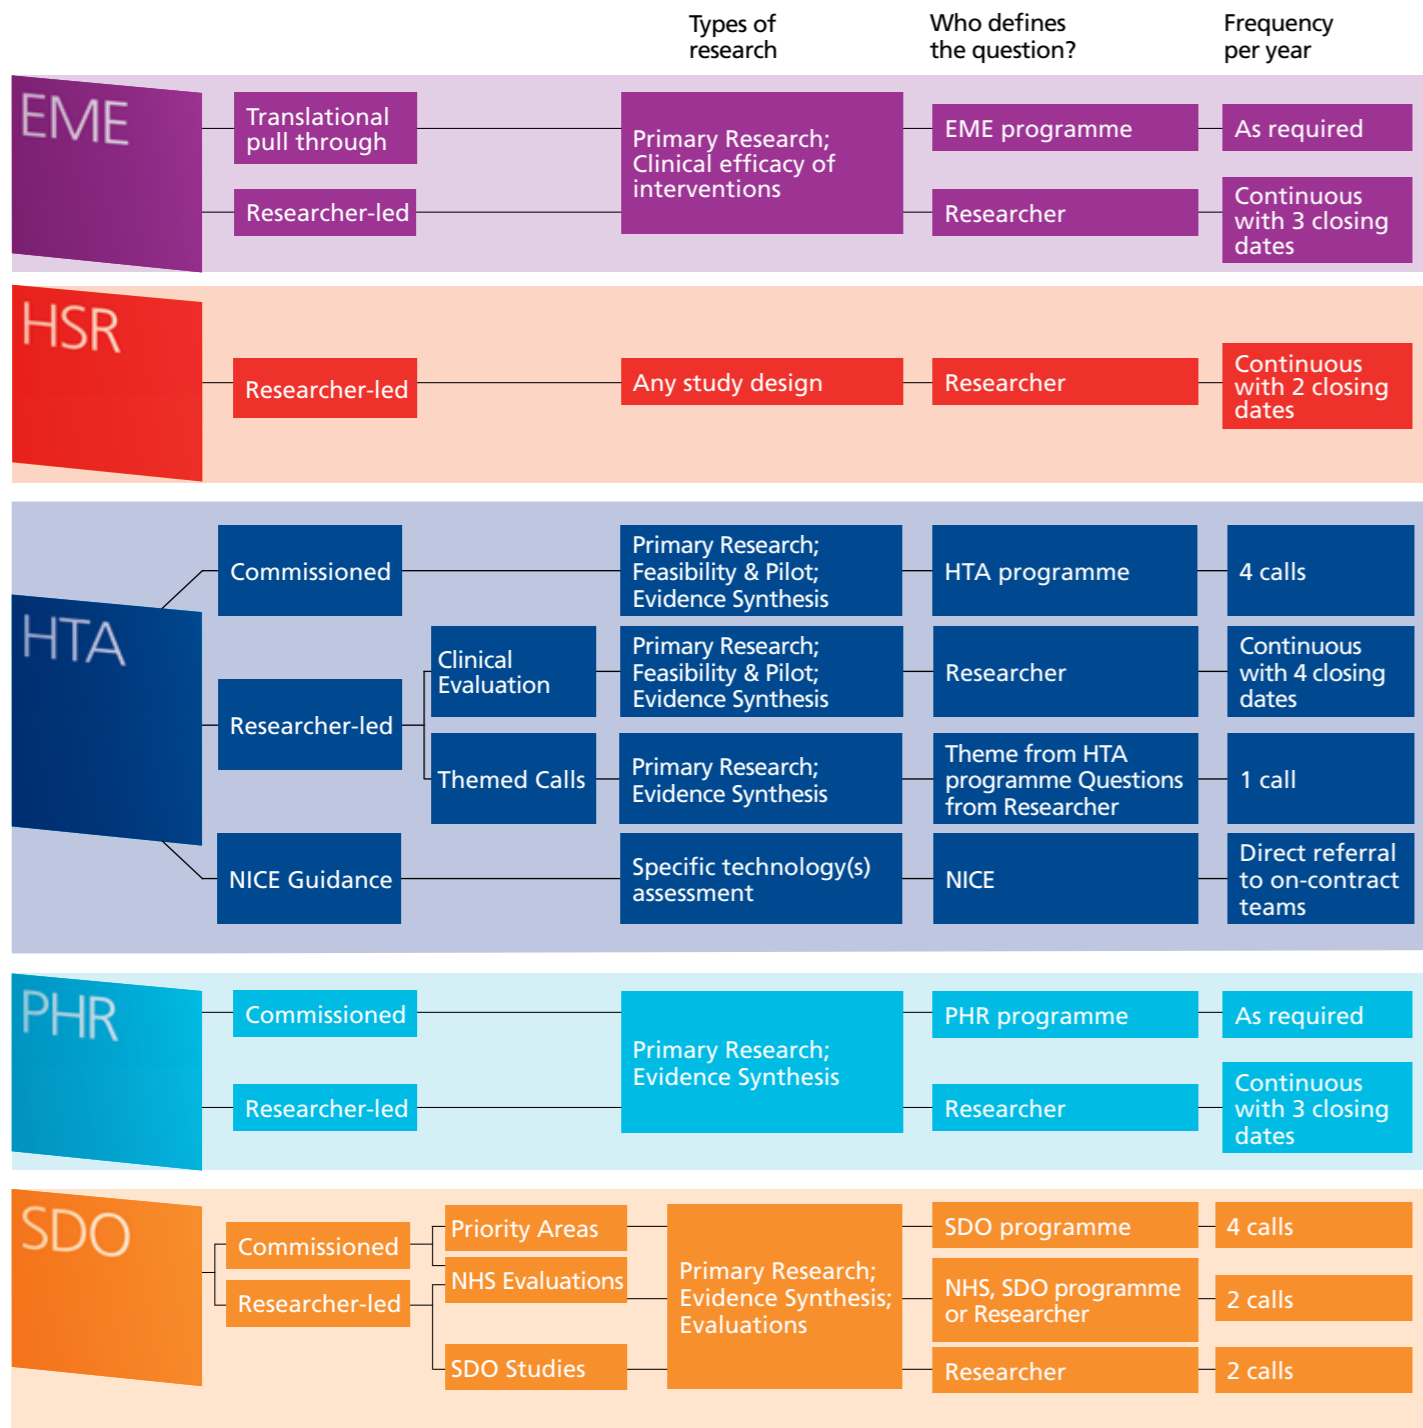 Types of
research
Who defines
the question?
Frequency
per year
EME
Translational
pull through
Primary Research;
Clinical efficacy of
interventions
EME programme
As required
Researcher-led
Researcher
Continuous
with 3 closing
dates
HSR
Researcher-led
Any study design
Researcher
Continuous
with 2 closing
dates
HTA
Commissioned
Primary Research;
Feasibility & Pilot;
Evidence Synthesis
HTA programme
4 calls
Researcher-led
Clinical
Evaluation
Primary Research;
Feasibility & Pilot;
Evidence Synthesis
Researcher
Continuous
with 4 closing
dates
Themed Calls
Primary Research;
Evidence Synthesis
Theme from HTA
programme Questions
from Researcher
1 call
NICE Guidance
Specific technology(s)
assessment
NICE
Direct referral
to on-contract
teams
PHR
Commissioned
Primary Research;
Evidence Synthesis
PHR programme
As required
Researcher-led
Researcher
Continuous
with 3 closing
dates
SDO
Commissioned
Researcher-led
Priority Areas
NHS Evaluations
SDO Studies
Primary Research;
Evidence Synthesis;
Evaluations
SDO programme
4 calls
NHS, SDO programme
or Researcher
2 calls
Researcher
2 calls